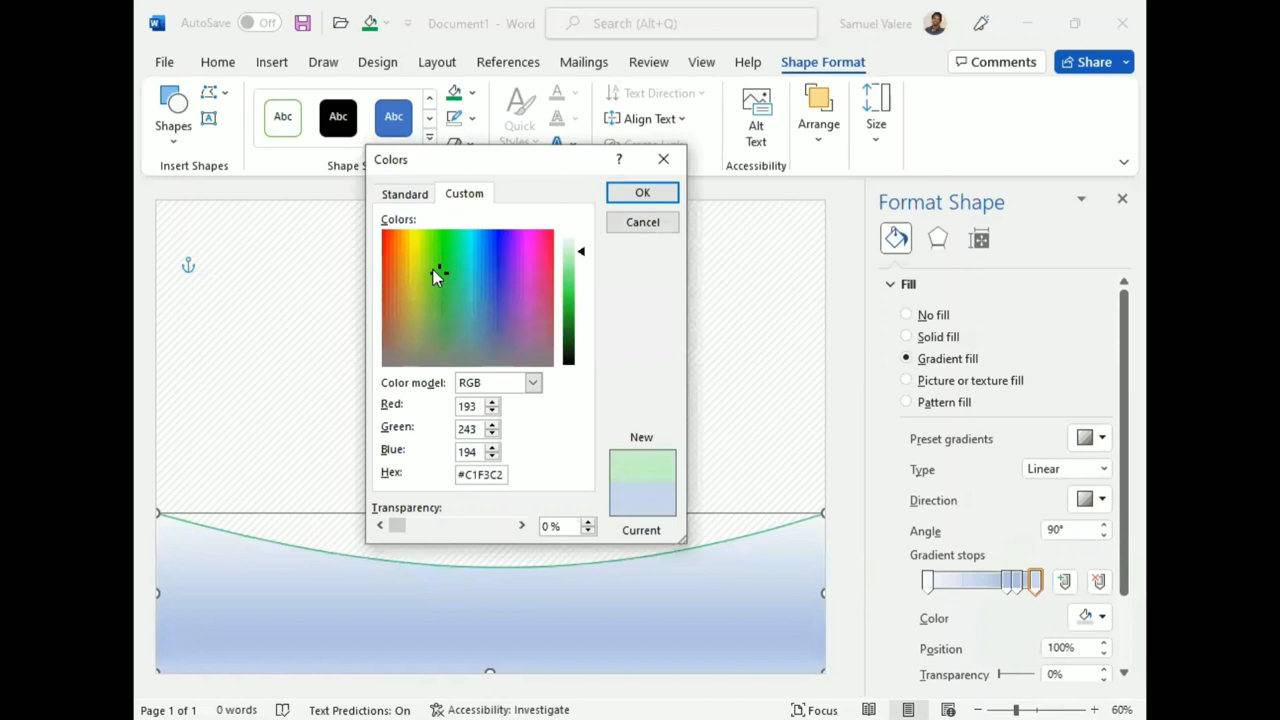 AutoSave Off Document1 - Word Search (Alt+Q) Samuel Valere
File Home Insert Draw Design Layout References Mailings Review View Help Shape Format Comments Share
Abc Abc Abc
Text Direction
Align Text
Shapes
Quick
Styles
Alt
Text
Arrange
Size
Insert Shapes
Shape S
Accessibility
Colors
?
Standard Custom
OK
Cancel
Colors:
Color model: RGB
Red: 193
Green: 243
Blue: 194
Hex: #C1F3C2
New
Current
Transparency:
0 %
Format Shape
Fill
No fill
Solid fill
Gradient fill
Picture or texture fill
Pattern fill
Preset gradients
Type Linear
Direction
Angle 90°
Gradient stops
Color
Position 100%
Transparency 0%
Page 1 of 1 0 words Text Predictions: On Accessibility: Investigate Focus 60%